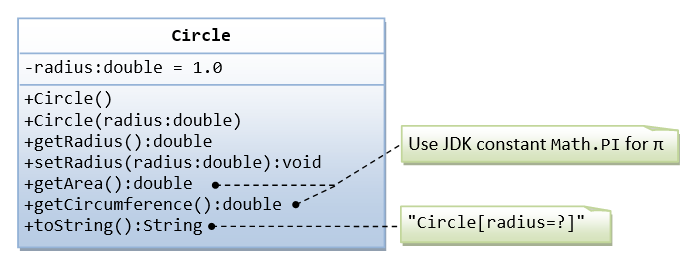 Circle
-radius:double = 1.0
+Circle()
+Circle(radius:double)
+getRadius():double
+setRadius(radius:double):void
+getArea():double
+getCircumference():double
+toString():String
Use JDK constant Math.PI for π
"Circle[radius=?]"